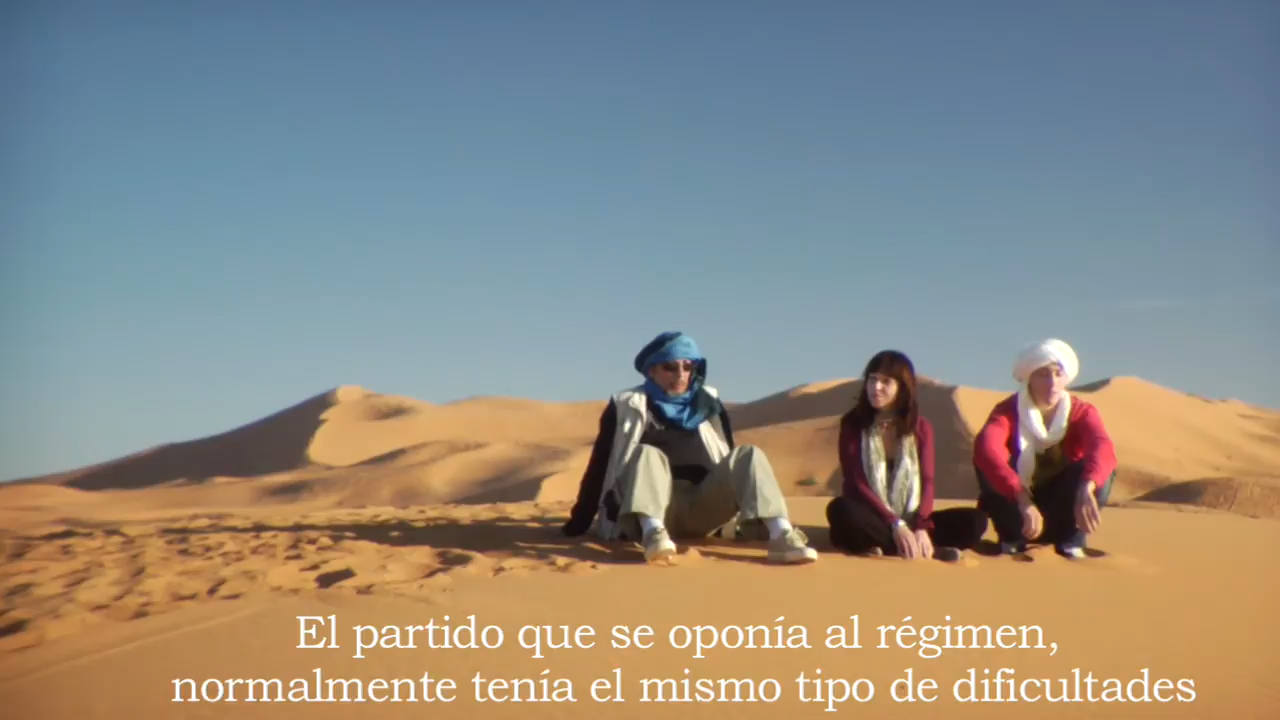 El partido que se oponía al régimen,
normalmente tenía el mismo tipo de dificultades